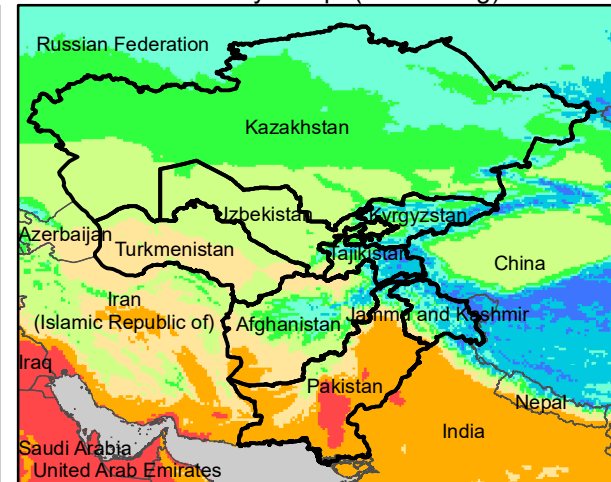 Russian Federation
Kazakhstan
Uzbekistan
Kyrgyzstan
Azerbaijan
Turkmenistan
Tajikistan
China
Iran
(Islamic Republic of)
Afghanistan
Jammu and Kashmir
Iraq
Pakistan
Nepal
India
Saudi Arabia
United Arab Emirates